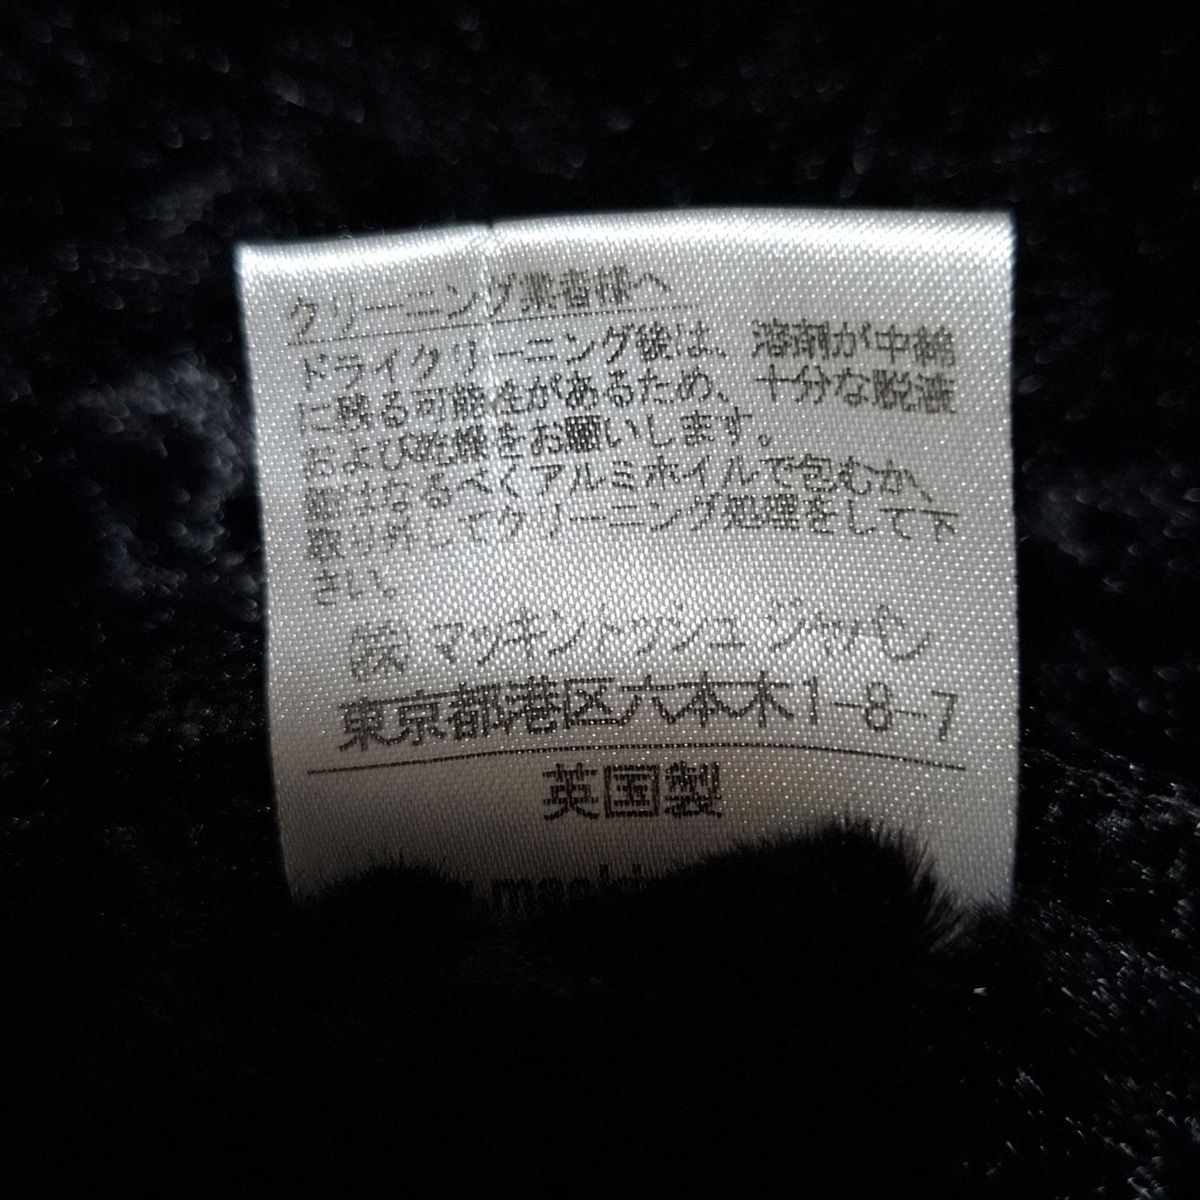 クリーニング業者様へ
ドライクリーニング後は、溶剤が中綿
に残る可能性があるため、十分な脱液
および乾燥をお願いします。
釦はなるべくアルミホイルで包むか、
取り外してクリーニング処理をして下
さい。
㈱マッキントッシュジャパン
東京都港区六本木1-8-7
英国製